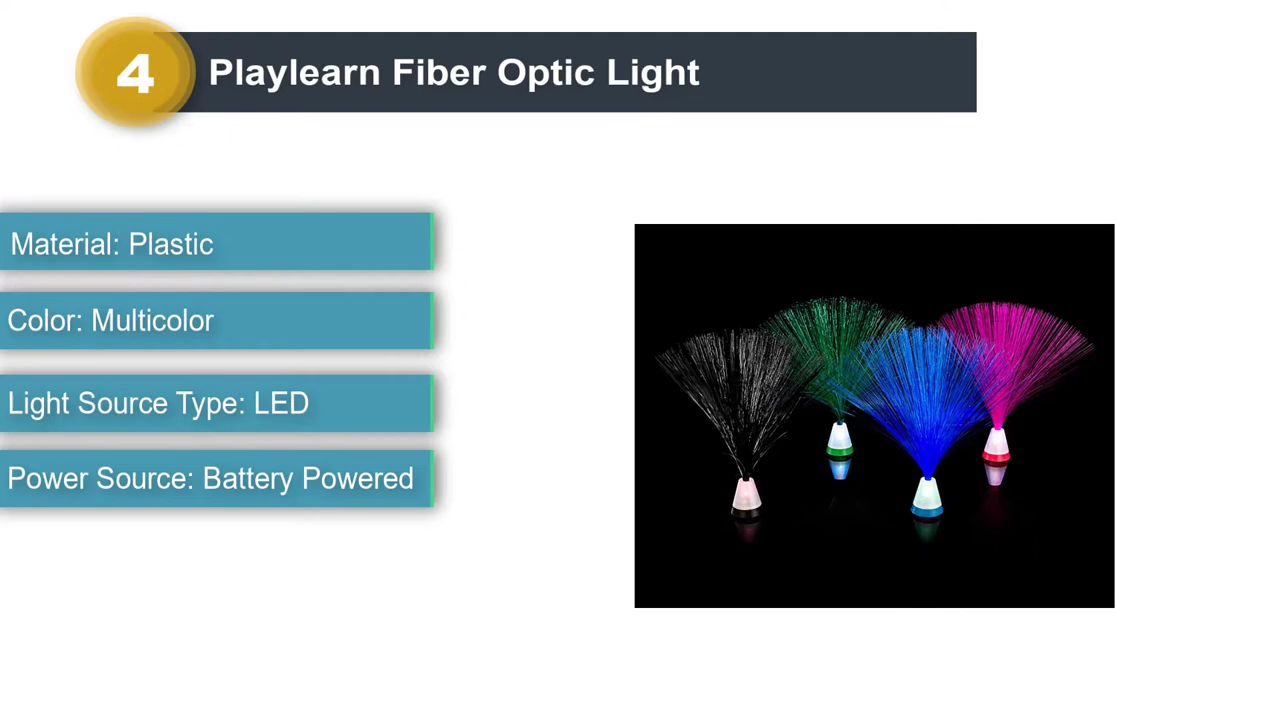 4
Playlearn Fiber Optic Light
Material: Plastic
Color: Multicolor
Light Source Type: LED
Power Source: Battery Powered